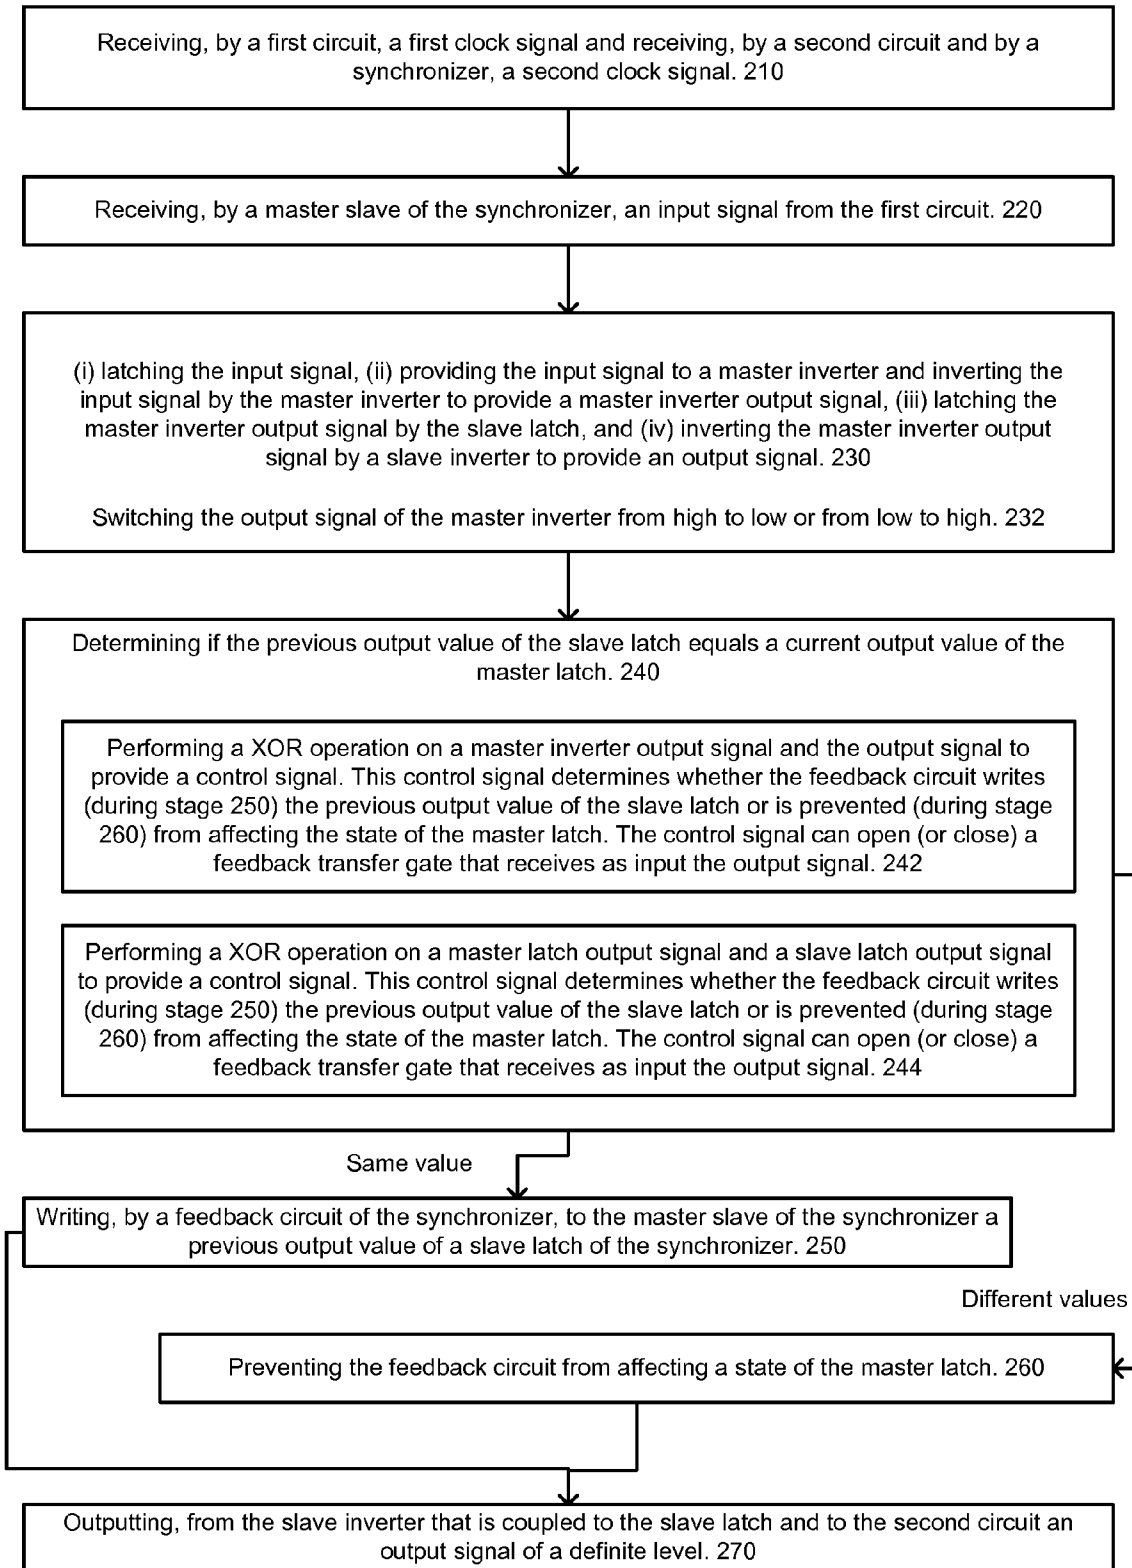 Receiving, by a first circuit, a first clock signal and receiving, by a second circuit and by a
synchronizer, a second clock signal. 210
Receiving, by a master slave of the synchronizer, an input signal from the first circuit. 220
(i) latching the input signal, (ii) providing the input signal to a master inverter and inverting the
input signal by the master inverter to provide a master inverter output signal, (iii) latching the
master inverter output signal by the slave latch, and (iv) inverting the master inverter output
signal by a slave inverter to provide an output signal. 230
Switching the output signal of the master inverter from high to low or from low to high. 232
Determining if the previous output value of the slave latch equals a current output value of the
master latch. 240
Performing a XOR operation on a master inverter output signal and the output signal to
provide a control signal. This control signal determines whether the feedback circuit writes
(during stage 250) the previous output value of the slave latch or is prevented (during stage
260) from affecting the state of the master latch. The control signal can open (or close) a
feedback transfer gate that receives as input the output signal. 242
Performing a XOR operation on a master latch output signal and a slave latch output signal
to provide a control signal. This control signal determines whether the feedback circuit writes
(during stage 250) the previous output value of the slave latch or is prevented (during stage
260) from affecting the state of the master latch. The control signal can open (or close) a
feedback transfer gate that receives as input the output signal. 244
Same value
Writing, by a feedback circuit of the synchronizer, to the master slave of the synchronizer a
previous output value of a slave latch of the synchronizer. 250
Different values
Preventing the feedback circuit from affecting a state of the master latch. 260
Outputting, from the slave inverter that is coupled to the slave latch and to the second circuit an
output signal of a definite level. 270